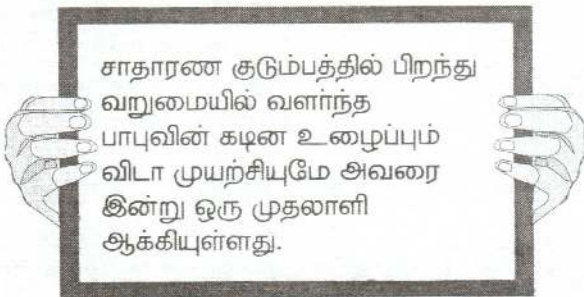 சாதாரண குடும்பத்தில் பிறந்து
வறுமையில் வளர்ந்த
பாபுவின் கடின உழைப்பும்
விடா முயற்சியுமே அவரை
இன்று ஒரு முதலாளி
ஆக்கியுள்ளது.